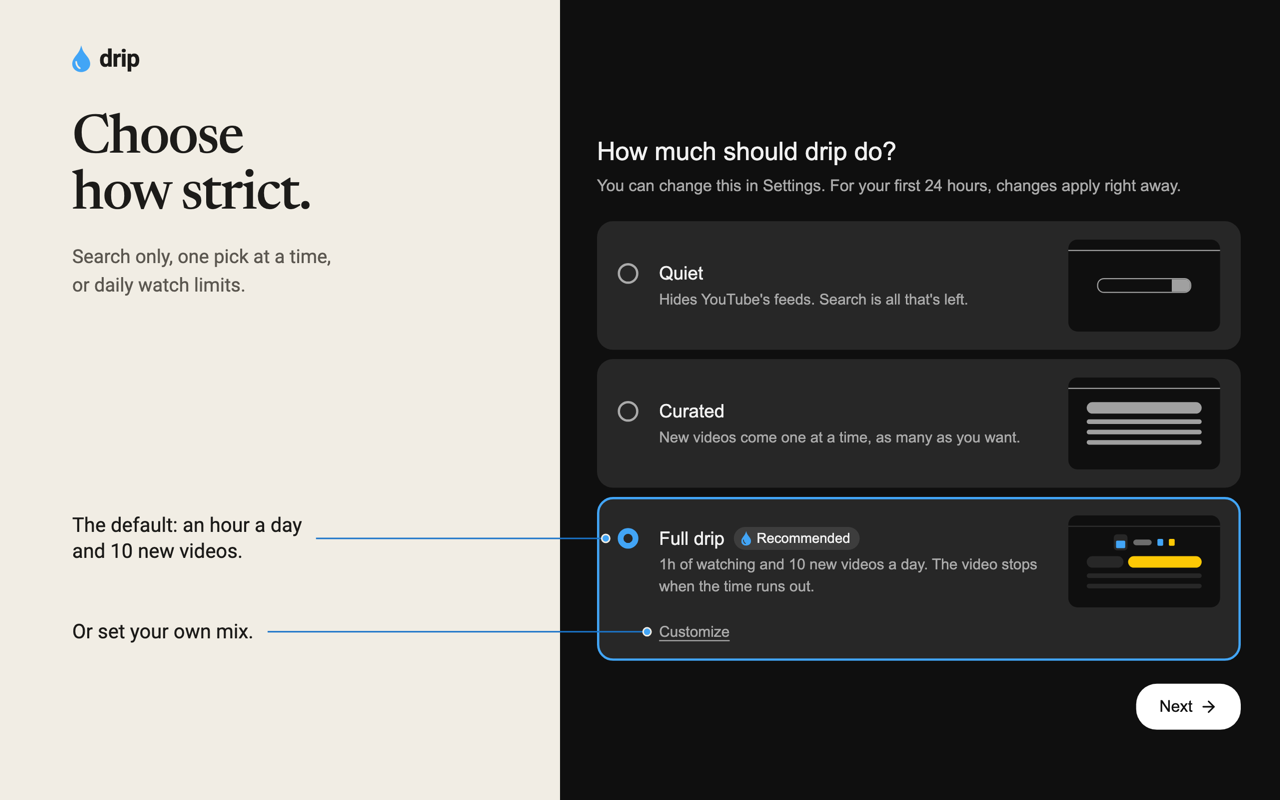 drip
Choose
how strict.
Search only, one pick at a time,
or daily watch limits.
The default: an hour a day
and 10 new videos.
Or set your own mix.
How much should drip do?
You can change this in Settings. For your first 24 hours, changes apply right away.
Quiet
Hides YouTube's feeds. Search is all that's left.
Curated
New videos come one at a time, as many as you want.
Full drip Recommended
1h of watching and 10 new videos a day. The video stops
when the time runs out.
Customize
Next